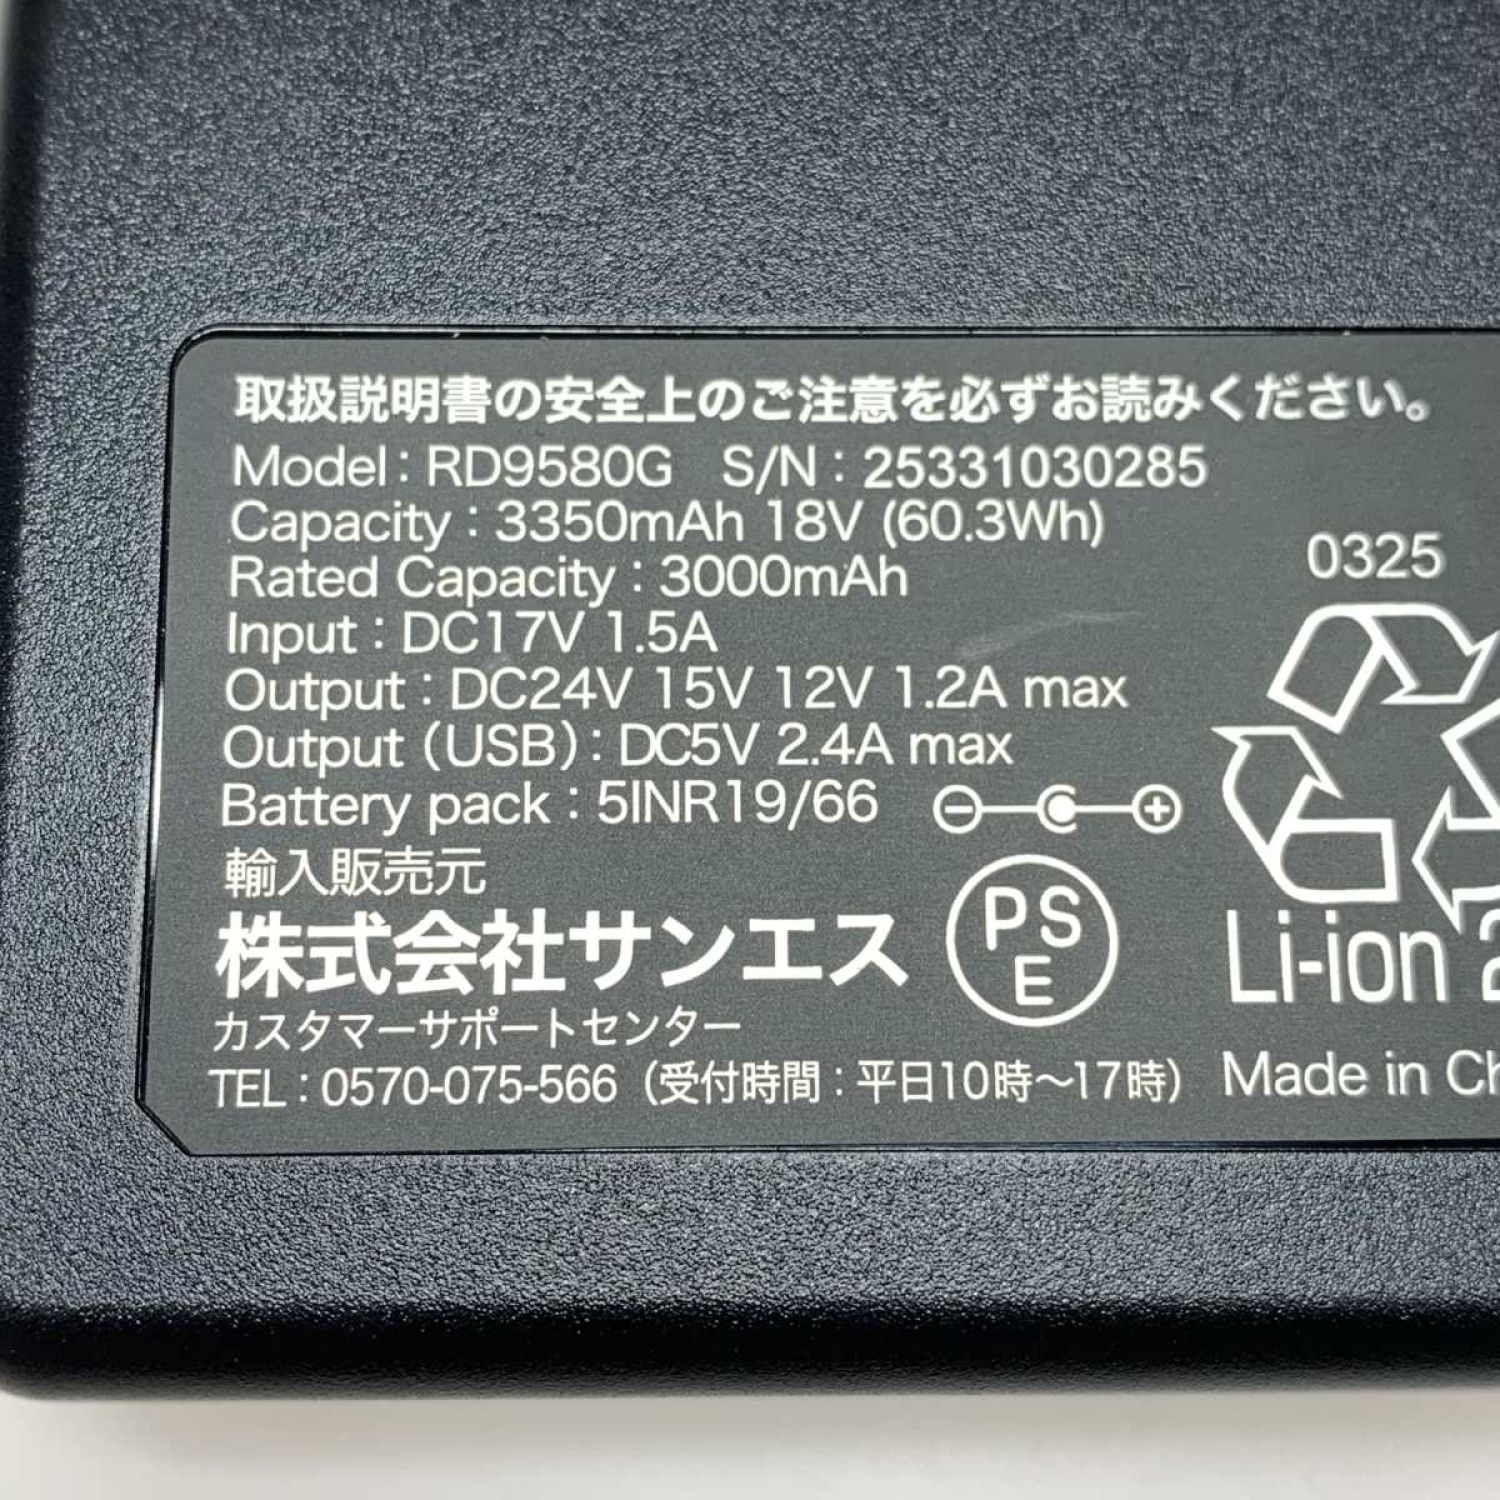 取扱説明書の安全上のご注意を必ずお読みください。
Model：RD9580G S/N：25331030285
Capacity：3350mAh 18V (60.3Wh)
Rated Capacity：3000mAh
Input：DC17V 1.5A
Output：DC24V 15V 12V 1.2A max
Output (USB)：DC5V 2.4A max
Battery pack：5INR19/66
輸入販売元
株式会社サンエス
カスタマーサポートセンター
TEL：0570-075-566（受付時間：平日10時〜17時）
PS
E
0325
Li-ion
Made in